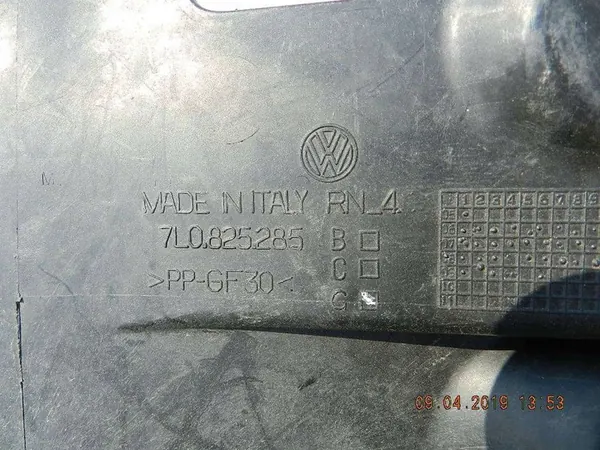 MADE IN ITALY RN_4
7L0.825.285 B
C
>PP-GF30< G
M
1 2 3 4 5 6 7 8 9
09.04.2019 13:53